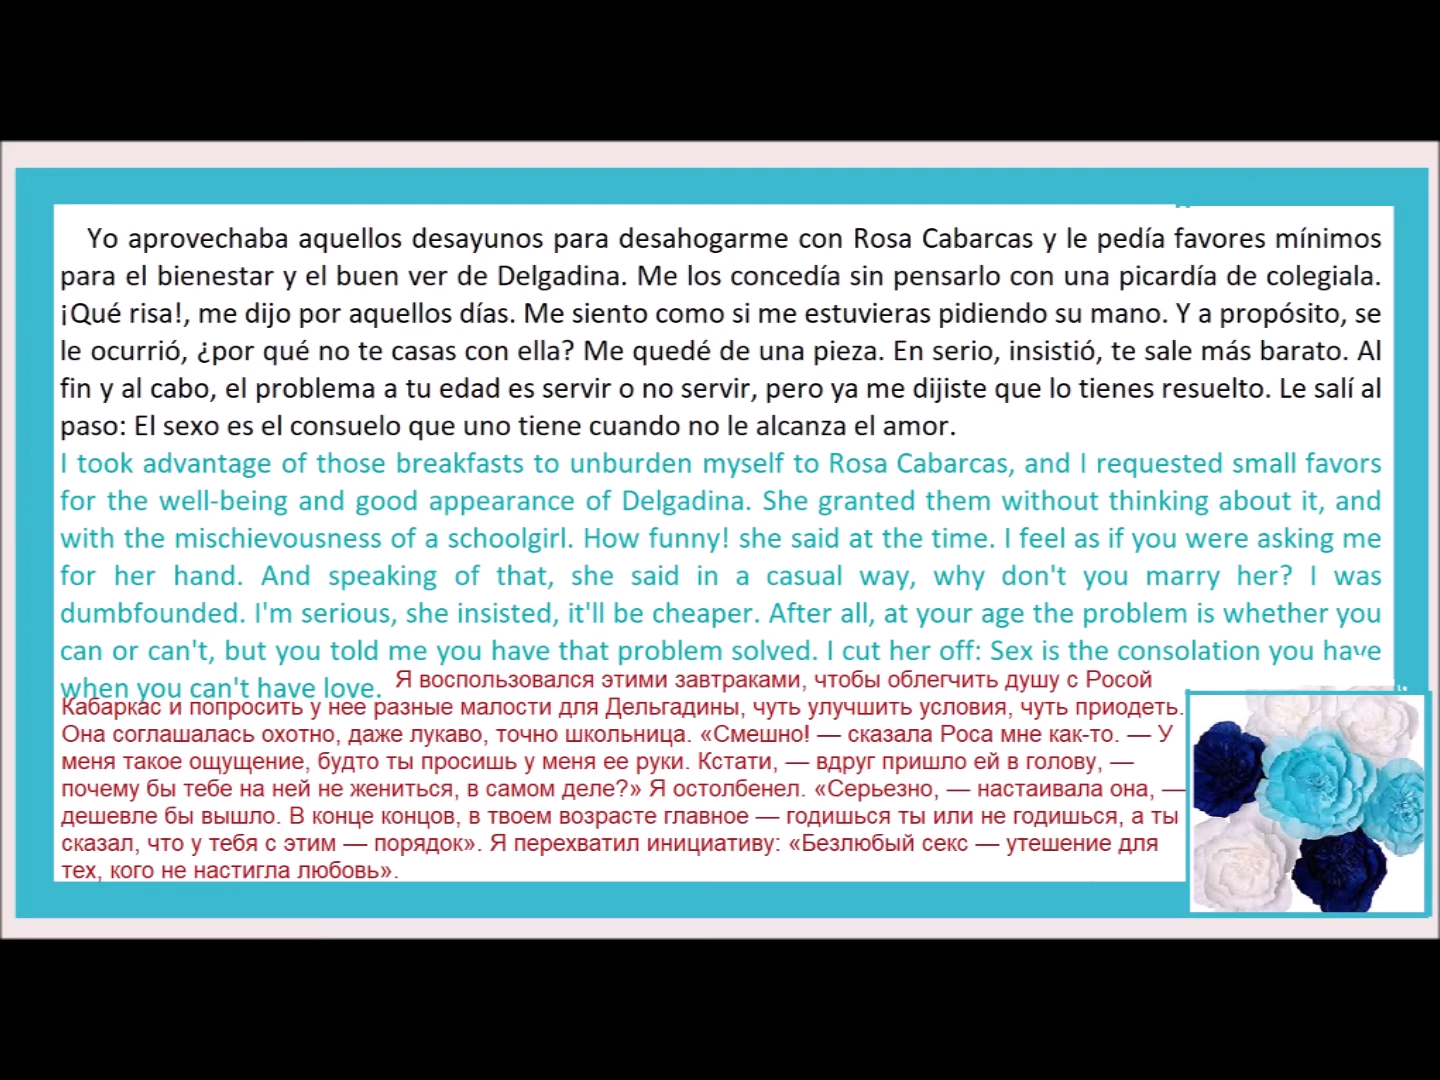 Yo aprovechaba aquellos desayunos para desahogarme con Rosa Cabarcas y le pedía favores mínimos
para el bienestar y el buen ver de Delgadina. Me los concedía sin pensarlo con una picardía de colegiala.
¡Qué risa!, me dijo por aquellos días. Me siento como si me estuvieras pidiendo su mano. Y a propósito, se
le ocurrió, ¿por qué no te casas con ella? Me quedé de una pieza. En serio, insistió, te sale más barato. Al
fin y al cabo, el problema a tu edad es servir o no servir, pero ya me dijiste que lo tienes resuelto. Le salí al
paso: El sexo es el consuelo que uno tiene cuando no le alcanza el amor.
I took advantage of those breakfasts to unburden myself to Rosa Cabarcas, and I requested small favors
for the well-being and good appearance of Delgadina. She granted them without thinking about it, and
with the mischievousness of a schoolgirl. How funny! she said at the time. I feel as if you were asking me
for her hand. And speaking of that, she said in a casual way, why don't you marry her? I was
dumbfounded. I'm serious, she insisted, it'll be cheaper. After all, at your age the problem is whether you
can or can't, but you told me you have that problem solved. I cut her off: Sex is the consolation you have
when you can't have love.
Я воспользовался этими завтраками, чтобы облегчить душу с Росой
Кабаркас и попросить у нее разные малости для Дельгадины, чуть улучшить условия, чуть приодеть.
Она соглашалась охотно, даже лукаво, точно школьница. «Смешно! — сказала Роса мне как-то. — У
меня такое ощущение, будто ты просишь у меня ее руки. Кстати, — вдруг пришло ей в голову, —
почему бы тебе на ней не жениться, в самом деле?» Я остолбенел. «Серьезно, — настаивала она, —
дешевле бы вышло. В конце концов, в твоем возрасте главное — годишься ты или не годишься, а ты
сказал, что у тебя с этим — порядок». Я перехватил инициативу: «Безлюбый секс — утешение для
тех, кого не настигла любовь».